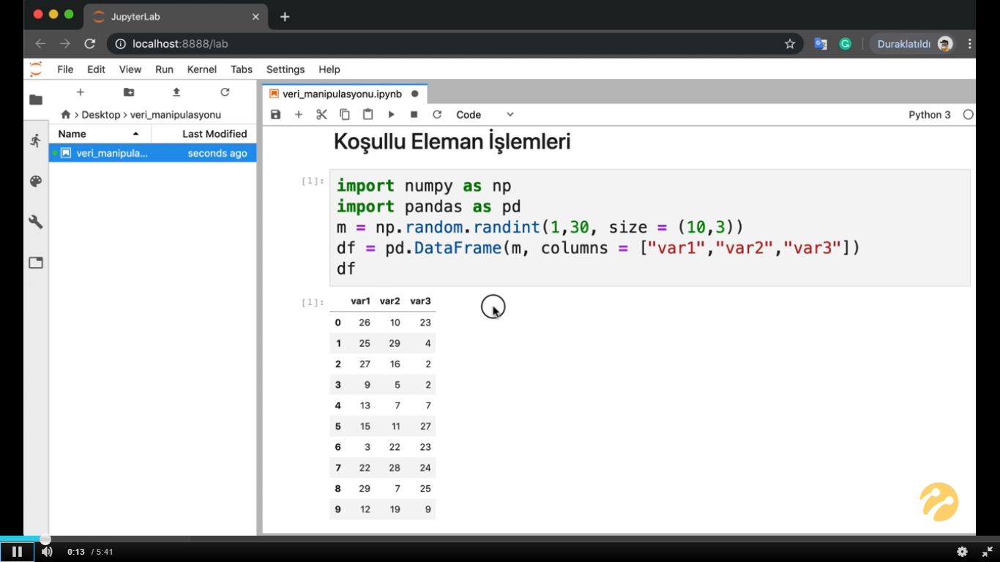 JupyterLab
localhost:8888/lab
Duraklatıldı
File Edit View Run Kernel Tabs Settings Help
veri_manipulasyonu.ipynb
Desktop > veri_manipulasyonu
Code
Python 3
Name Last Modified
veri_manipula... seconds ago
Koşullu Eleman İşlemleri
[1]:
import numpy as np
import pandas as pd
m = np.random.randint(1,30, size = (10,3))
df = pd.DataFrame(m, columns = ["var1","var2","var3"])
df
[1]:
var1 var2 var3
0 26 10 23
1 25 29 4
2 27 16 2
3 9 5 2
4 13 7 7
5 15 11 27
6 3 22 23
7 22 28 24
8 29 7 25
9 12 19 9
0:13 / 5:41